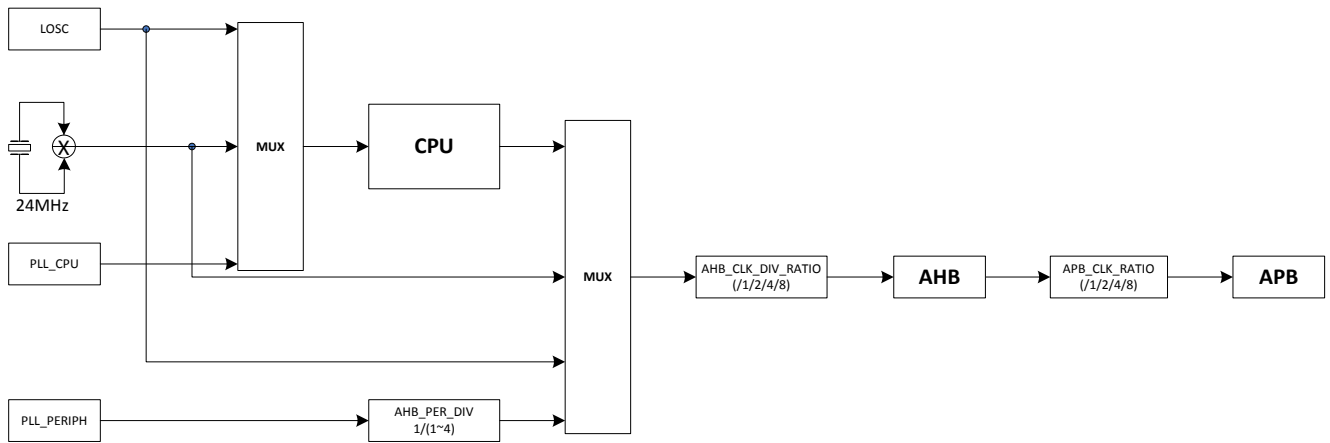 LOSC
MUX
CPU
24MHz
PLL_CPU
MUX
AHB_CLK_DIV_RATIO
(/1/2/4/8)
AHB
APB_CLK_RATIO
(/1/2/4/8)
APB
PLL_PERIPH
AHB_PER_DIV
1/(1~4)